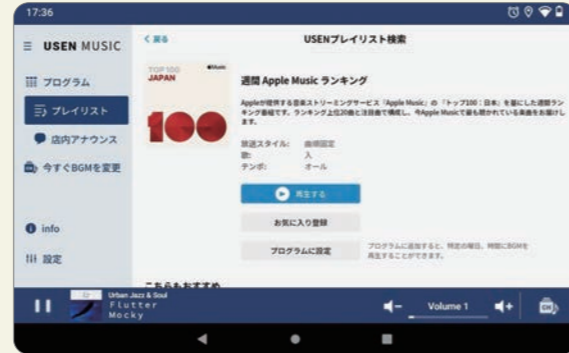 17:36
USEN MUSIC
プログラム
プレイリスト
店内アナウンス
今すぐBGMを変更
info
設定
戻る
USENプレイリスト検索
TOP 100
JAPAN
Music
100
週間 Apple Music ランキング
Appleが提供する音楽ストリーミングサービス「Apple Music」の「トップ100：日本」を基にした週間ラン
キング番組です。ランキング上位20曲と注目曲で構成し、今Apple Musicで最も聴かれている楽曲をお届けし
ます。
放送スタイル: 曲順固定
歌: 入
テンポ: オール
再生する
お気に入り登録
プログラムに設定
プログラムに追加すると、特定の曜日、時間にBGMを
再生することができます。
こちらもおすすめ
Urban Jazz & Soul
Flutter
Mocky
Volume 1